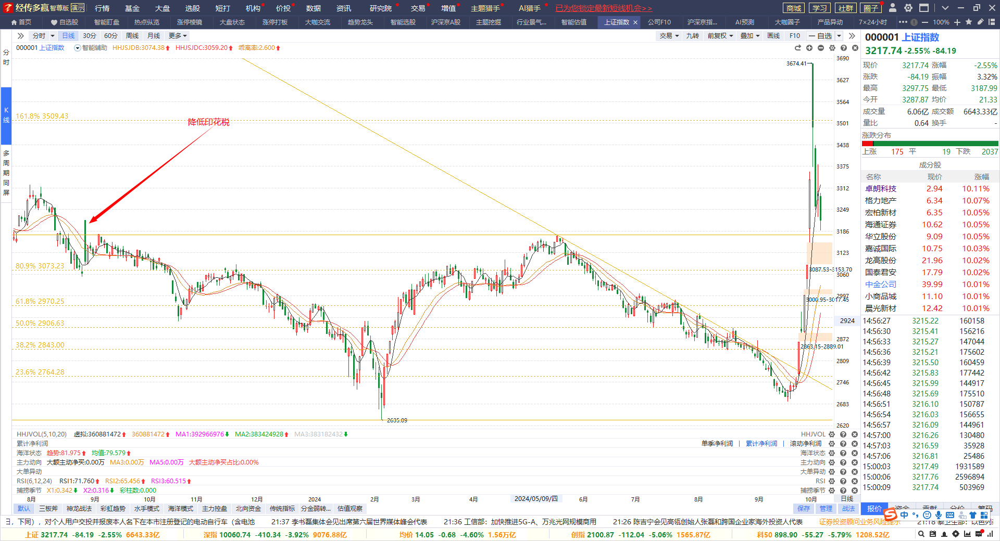 经传多赢 智尊版 演示 行情 基金 大盘 选股 短打 机构 价投 数据 资讯 研究院 交易 增值 主题猎手 AI猎手 已为您锁定最新短线机会>> 商城 学习 社群 圈子
首页 自选股 智能盯盘 热点纵览 涨停棱镜 大盘状态 涨停打板 大咖交流 趋势龙头 智能选股 沪深京A股 主题挖掘 行业景气... 智能估值 上证指数 × 公司F10 沪深京指... AI预测 大咖圈子 产品异动 7×24小时 ••• 100%
分时 日线 30分 60分 周线 月线 更多 交易 九转 前复权 叠加 画线 F10 一 自选
000001 上证指数 智能辅助 HHJSJDB:3074.38 HHJSJDC:3059.20 乖离率:2.600
分时
K线
多周期同屏
3674.41
降低印花税
161.8% 3509.43
80.9% 3073.23
61.8% 2970.25
50.0% 2906.63
38.2% 2843.00
23.6% 2764.28
2635.09
3087.53-3153.70
3000.95-3017.45
2863.15-2889.01
3690
3627
3564
3501
3438
3375
3312
3249
3186
3123
3060
2997
2924
2872
2809
2746
2683
2620
HHJVOL(5,10,20) 虚拟:360881472 360881472 MA1:392966976 MA2:383424928 MA3:383182432 HHJVOL
累计净利润 单季净利润 | 累计净利润 | 滚动净利润
海洋状态 趋势:81.975 均值:79.579 海洋状态
主力动向 大额主动净买:0.00万 MA3:0.00万 MA5:0.00万 大额主动净买占比:0.00% 主力动向
大单异动 大单异动
RSI(6,12,24) RSI1:71.760 RSI2:65.456 RSI3:60.515 RSI
捕捞季节 X1:0.342 X2:0.316 彩柱数:0.000 捕捞季节
8月 9月 10月 11月 12月 2024 2月 3月 4月 2024/05/09/四 6月 7月 8月 9月 10月 日线
默认 三板斧 神龙战法 彩虹趋势 水手模式 海洋模式 主力控盘 北向资金 传统指标 分金弱转... 估值观察 保存 管理 战法
000001 上证指数
3217.74 -2.55% -84.19
现价 3217.74 涨幅 -2.55%
涨跌 -84.19 振幅 3.32%
最高 3297.75 最低 3187.99
今开 3287.87 均价 21.33
成交量 6.06亿 成交额 6643.33亿
量比 0.64 换手 -
涨跌分布
上涨 175 平 19 下跌 2037
成分股
名称 现价 涨幅
卓朗科技 2.94 10.11%
格力地产 6.34 10.07%
宏柏新材 6.35 10.05%
海通证券 10.62 10.05%
华立股份 9.09 10.05%
嘉诚国际 10.75 10.03%
龙高股份 21.96 10.02%
国泰君安 17.79 10.02%
中金公司 39.99 10.01%
小商品城 11.10 10.01%
晨光新材 12.42 10.01%
14:56:27 3215.22 160158
14:56:30 3215.41 156216
14:56:33 3215.27 147044
14:56:36 3215.21 175602
14:56:39 3215.50 160459
14:56:42 3215.83 177442
14:56:45 3215.99 144917
14:56:48 3215.69 175510
14:56:51 3216.10 150787
14:56:54 3216.03 156655
14:56:57 3216.09 144961
14:57:00 3216.26 130480
14:57:03 3216.59 35928
14:57:06 3216.81 25486
15:00:03 3217.49 1931589
15:00:06 3217.76 2596894
15:00:09 3217.74 503969
报价 资金 贡献 分价 筹码
中
日，下同），对个人用户交投并报废本人名下在本市注册登记的电动自行车（含电池 21:37 李书磊集体会见出席第六届世界媒体峰会代表 21:36 工信部：加快推进5G-A、万兆光网规模商用 21:26 陈吉宁会见高瓴创始人张磊和跨国企业家海外投资人代表 证券投资顾问业务风险提示 21:18 黎卫生部：以色列
上证 3217.74 -84.19 -2.55% 6643.33亿 深指 10060.74 -410.34 -3.92% 9076.88亿 均价 14.05 -0.68 -4.60% 1.56万亿 创指 2100.87 -112.04 -5.06% 1565.87亿 科50 898.90 -55.27 -5.79% 1208.52亿